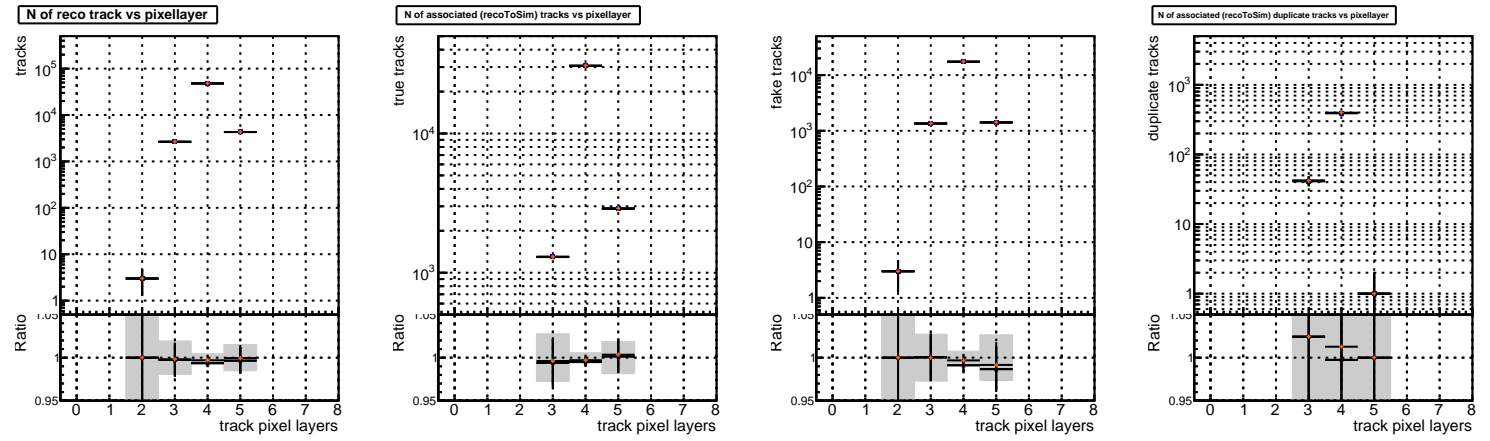 N of reco track vs pixellayer
tracks
10^5
10^4
10^3
10^2
10
1
Ratio
1.05
1
0.95
0 1 2 3 4 5 6 7 8
track pixel layers
N of associated (recoToSim) tracks vs pixellayer
true tracks
10^4
10^3
Ratio
1.05
1
0.95
0 1 2 3 4 5 6 7 8
track pixel layers
fake tracks
10^4
10^3
10^2
10
1
Ratio
1.05
1
0.95
0 1 2 3 4 5 6 7 8
track pixel layers
N of associated (recoToSim) duplicate tracks vs pixellayer
duplicate tracks
10^3
10^2
10
1
Ratio
1.05
1
0.95
0 1 2 3 4 5 6 7 8
track pixel layers